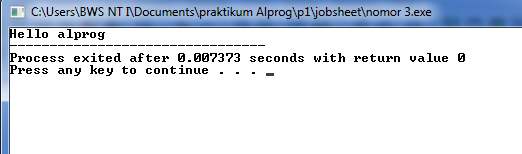 C:\Users\BWS NT I\Documents\praktikum Alprog\p1\jobsheet\nomor 3.exe
Hello alprog
--------------------------------
Process exited after 0.007373 seconds with return value 0
Press any key to continue . . .